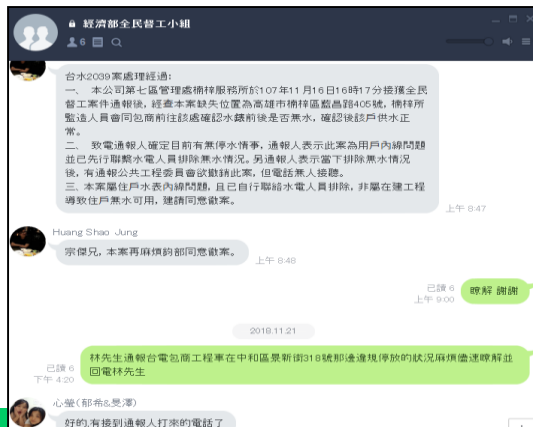 經濟部全民督工小組
6
台水2039案處理經過:
一、 本公司第七區管理處楠梓服務所於107年11月16日16時17分接獲全民
督工案件通報後，經查本案缺失位置為高雄市楠梓區藍昌路405號，楠梓所
監造人員會同包商前往該處確認水錶前後是否無水，確認後該戶供水正
常。
二、 致電通報人確定目前有無停水情事，通報人表示此案為用戶內線問題
並已先行聯繫水電人員排除無水情況。另通報人表示當下排除無水情況
後，有通報公共工程委員會欲撤銷此案，但電話無人接聽。
三、本案屬住戶水表內線問題，且已自行聯絡水電人員排除，非屬在建工程
導致住戶無水可用，建請同意撤案。
上午 8:47
Huang Shao Jung
宗傑兄，本案再麻煩鈞部同意撤案。
上午 8:48
已讀 6
上午 9:00
瞭解 謝謝
2018.11.21
林先生通報台電包商工程車在中和區景新街318號那邊違規停放的狀況麻煩儘速瞭解並
回電林先生
已讀 6
下午 4:20
心瑩(郁希&旻澤)
好的,有接到通報人打來的電話了